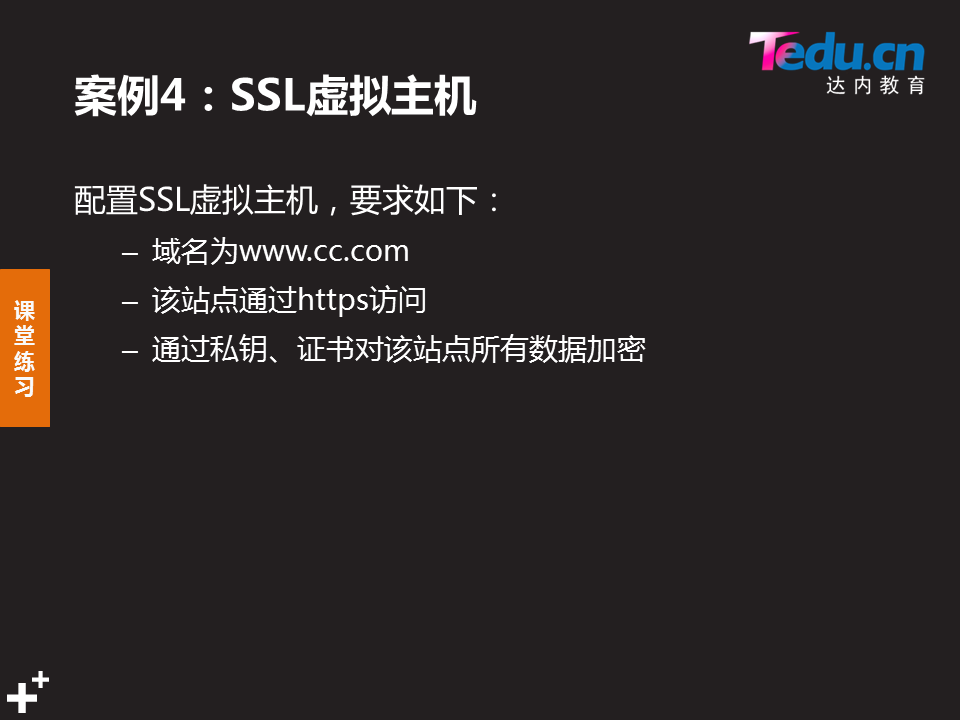 Tedu.cn
达内教育
案例4：SSL虚拟主机
配置SSL虚拟主机，要求如下：
– 域名为www.cc.com
– 该站点通过https访问
– 通过私钥、证书对该站点所有数据加密
课
堂
练
习